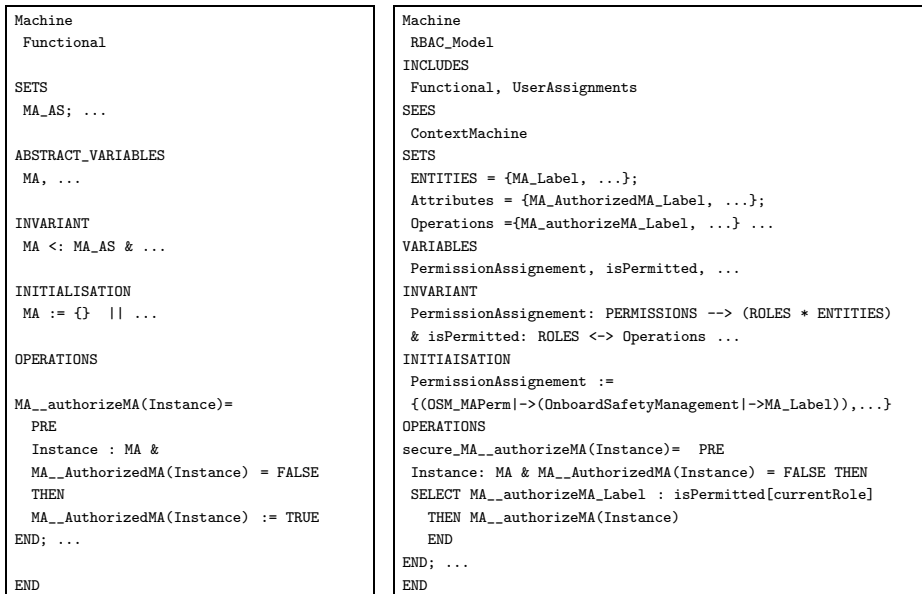 Machine
Functional
SETS
MA_AS; ...
ABSTRACT_VARIABLES
MA, ...
INVARIANT
MA <: MA_AS & ...
INITIALISATION
MA := {} || ...
OPERATIONS
MA__authorizeMA(Instance)=
PRE
Instance : MA &
MA__AuthorizedMA(Instance) = FALSE
THEN
MA__AuthorizedMA(Instance) := TRUE
END; ...
END
Machine
RBAC_Model
INCLUDES
Functional, UserAssignments
SEES
ContextMachine
SETS
ENTITIES = {MA_Label, ...};
Attributes = {MA_AuthorizedMA_Label, ...};
Operations ={MA_authorizeMA_Label, ...} ...
VARIABLES
PermissionAssignement, isPermitted, ...
INVARIANT
PermissionAssignement: PERMISSIONS --> (ROLES * ENTITIES)
& isPermitted: ROLES <-> Operations ...
INITIAISATION
PermissionAssignement :=
{(OSM_MAPerm|->(OnboardSafetyManagement|->MA_Label)),...}
OPERATIONS
secure_MA__authorizeMA(Instance)= PRE
Instance: MA & MA__AuthorizedMA(Instance) = FALSE THEN
SELECT MA__authorizeMA_Label : isPermitted[currentRole]
THEN MA__authorizeMA(Instance)
END
END; ...
END